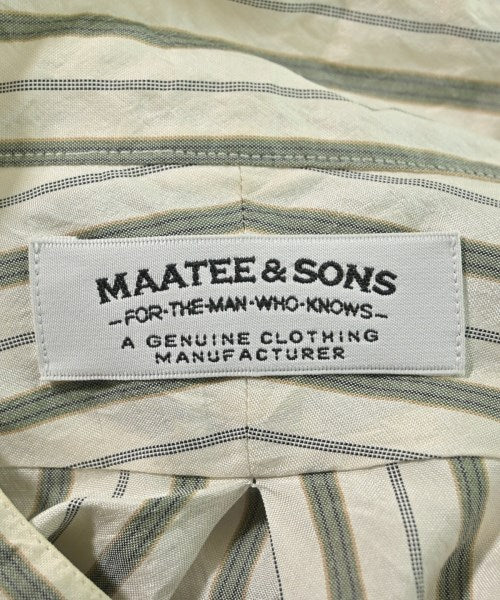 MAATEE & SONS
-FOR-THE-MAN-WHO-KNOWS-
A GENUINE CLOTHING
MANUFACTURER